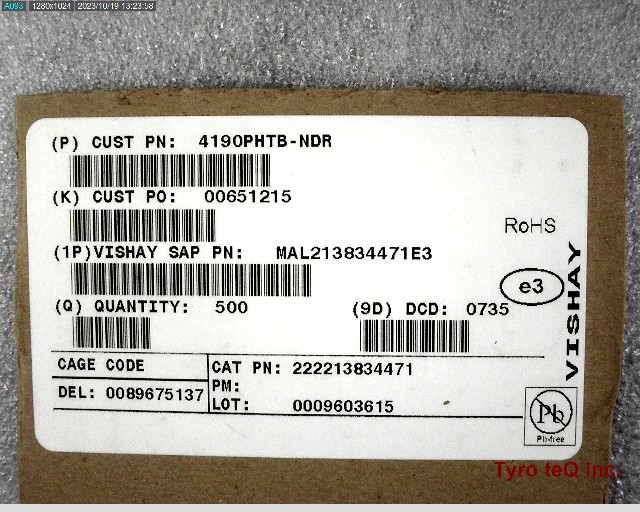 A093 1280x1024 2023/10/19 13:23:58
(P) CUST PN: 4190PHTB-NDR
(K) CUST PO: 00651215
RoHS
(1P)VISHAY SAP PN: MAL213834471E3
e3
VISHAY
(Q) QUANTITY: 500 (9D) DCD: 0735
CAGE CODE
CAT PN: 222213834471
PM:
DEL: 0089675137
LOT: 0009603615
Pb
Pb-free
Tyro teQ Inc.